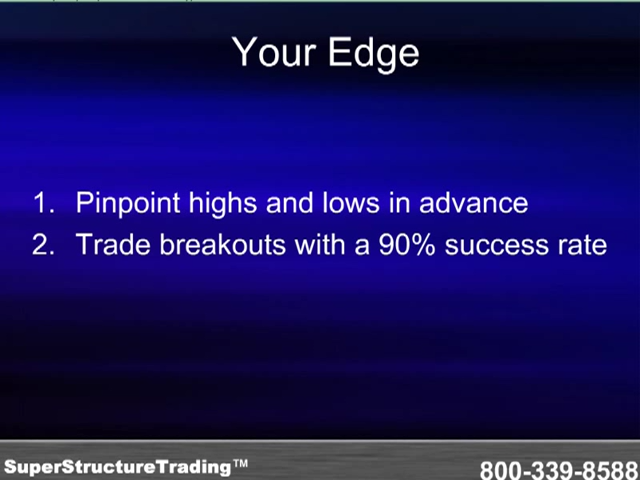 Your Edge
1. Pinpoint highs and lows in advance
2. Trade breakouts with a 90% success rate
SuperStructureTrading™
800-339-8588